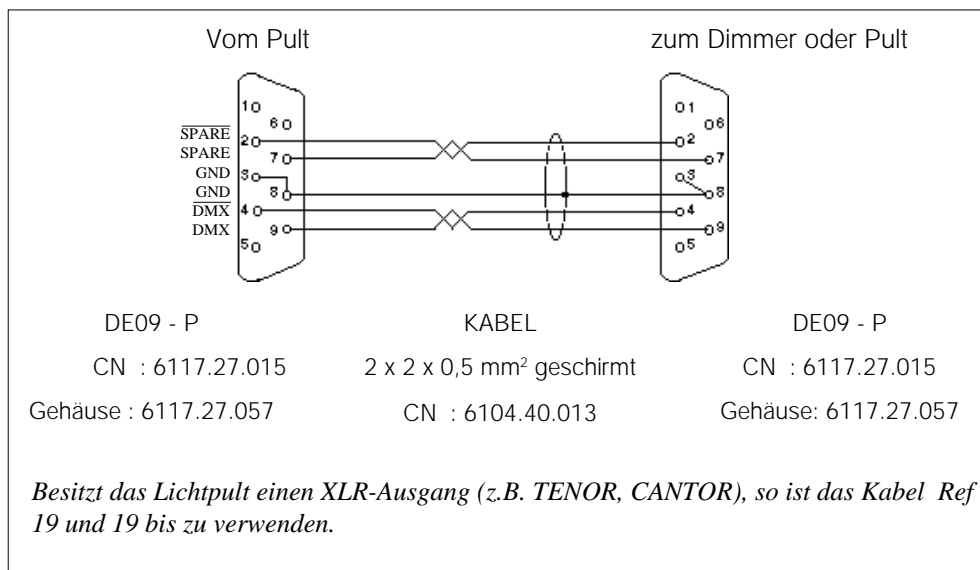 Vom Pult zum Dimmer oder Pult
1 1
6 6
SPARE 2 2
SPARE 7 7
GND 3 3
GND 8 8
DMX 4 4
DMX 9 9
5 5
DE09 - P KABEL DE09 - P
CN : 6117.27.015 2 x 2 x 0,5 mm² geschirmt CN : 6117.27.015
Gehäuse : 6117.27.057 CN : 6104.40.013 Gehäuse: 6117.27.057
Besitzt das Lichtpult einen XLR-Ausgang (z.B. TENOR, CANTOR), so ist das Kabel Ref
19 und 19 bis zu verwenden.